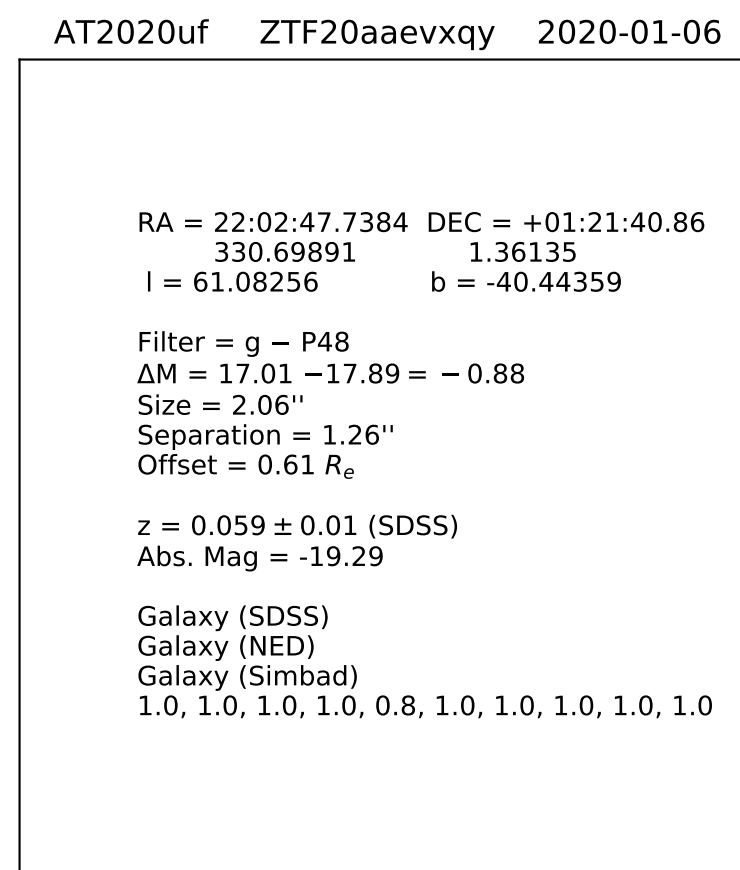 AT2020uf ZTF20aaevxqy 2020-01-06
RA = 22:02:47.7384 DEC = +01:21:40.86
330.69891 1.36135
l = 61.08256 b = -40.44359
Filter = g − P48
ΔM = 17.01 −17.89 = −0.88
Size = 2.06''
Separation = 1.26''
Offset = 0.61 Rₑ
z = 0.059 ± 0.01 (SDSS)
Abs. Mag = -19.29
Galaxy (SDSS)
Galaxy (NED)
Galaxy (Simbad)
1.0, 1.0, 1.0, 1.0, 0.8, 1.0, 1.0, 1.0, 1.0, 1.0